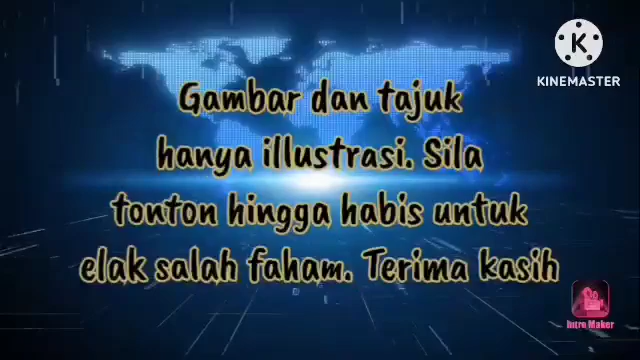 KINEMASTER
Gambar dan tajuk
hanya illustrasi. Sila
tonton hingga habis untuk
elak salah faham. Terima kasih
Intro Maker